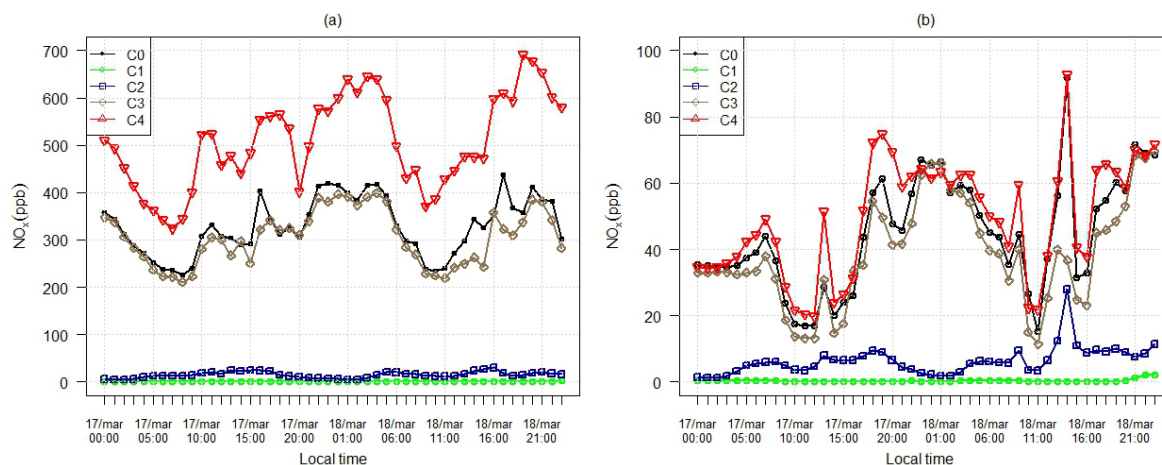 (a)
NOx(ppb)
700
600
500
400
300
200
100
0
C0
C1
C2
C3
C4
17/mar 00:00
17/mar 05:00
17/mar 10:00
17/mar 15:00
17/mar 20:00
18/mar 01:00
18/mar 06:00
18/mar 11:00
18/mar 16:00
18/mar 21:00
Local time
(b)
NOx(ppb)
100
80
60
40
20
0
C0
C1
C2
C3
C4
17/mar 00:00
17/mar 05:00
17/mar 10:00
17/mar 15:00
17/mar 20:00
18/mar 01:00
18/mar 06:00
18/mar 11:00
18/mar 16:00
18/mar 21:00
Local time